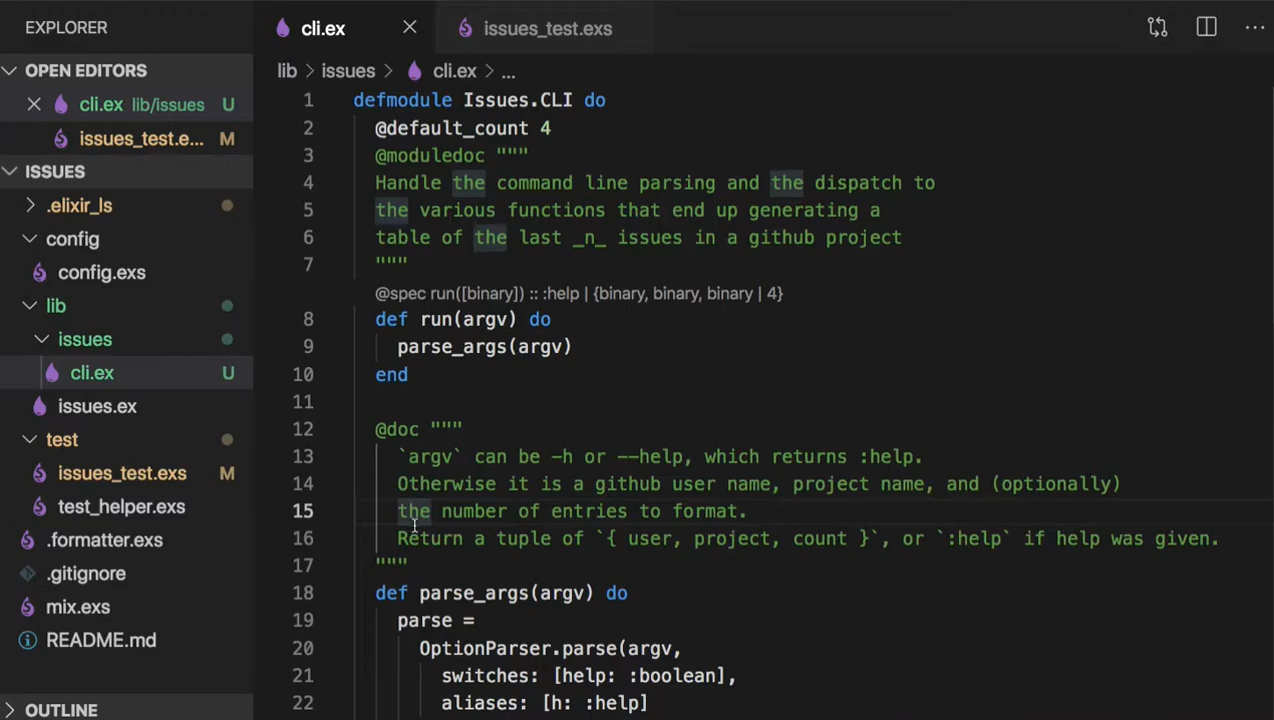 EXPLORER
OPEN EDITORS
cli.ex lib/issues U
issues_test.e... M
ISSUES
.elixir_ls
config
config.exs
lib
issues
cli.ex U
issues.ex
test
issues_test.exs M
test_helper.exs
.formatter.exs
.gitignore
mix.exs
README.md
OUTLINE
cli.ex
issues_test.exs
lib > issues > cli.ex > ...
1 defmodule Issues.CLI do
2 @default_count 4
3 @moduledoc """
4 Handle the command line parsing and the dispatch to
5 the various functions that end up generating a
6 table of the last _n_ issues in a github project
7 """
@spec run([binary]) :: :help | {binary, binary, binary | 4}
8 def run(argv) do
9 parse_args(argv)
10 end
11
12 @doc """
13 `argv` can be -h or --help, which returns :help.
14 Otherwise it is a github user name, project name, and (optionally)
15 the number of entries to format.
16 Return a tuple of `{ user, project, count }`, or `:help` if help was given.
17 """
18 def parse_args(argv) do
19 parse =
20 OptionParser.parse(argv,
21 switches: [help: :boolean],
22 aliases: [h: :help]